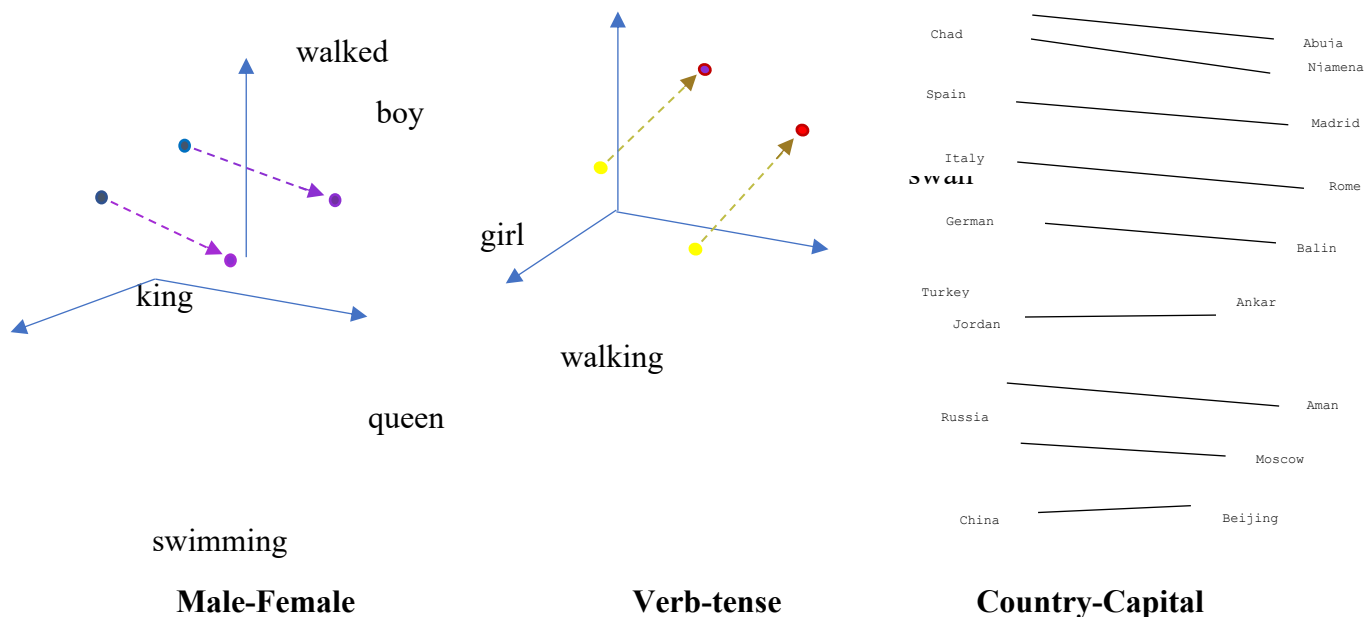 walked
boy
girl
king
walking
queen
swimming
Male-Female
Verb-tense
Chad
Abuja
Njamena
Spain
Madrid
Italy
Rome
German
Balin
Turkey
Ankar
Jordan
Aman
Russia
Moscow
China
Beijing
Country-Capital